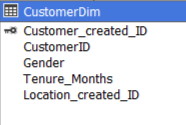 CustomerDim
Customer_created_ID
CustomerID
Gender
Tenure_Months
Location_created_ID